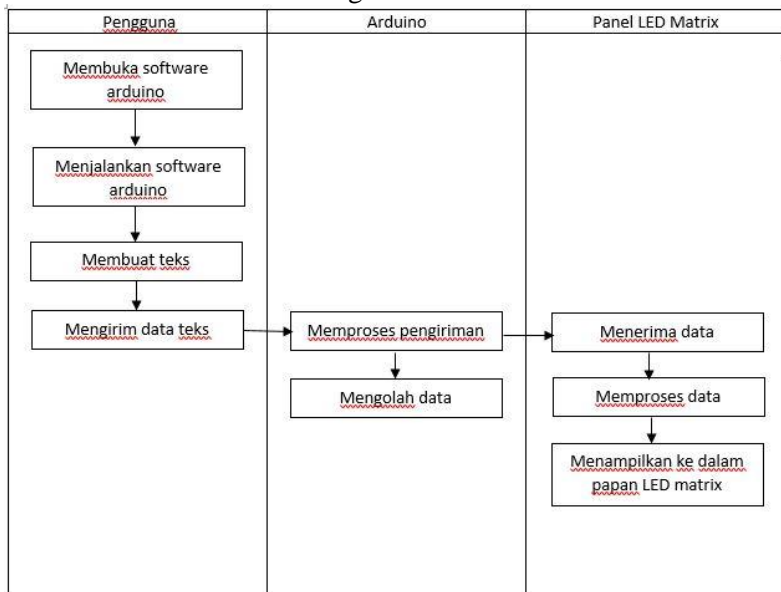 Pengguna
Arduino
Panel LED Matrix
Membuka software
arduino
Menjalankan software
arduino
Membuat teks
Mengirim data teks
Memproses pengiriman
Menerima data
Mengolah data
Memproses data
Menampilkan ke dalam
papan LED matrix